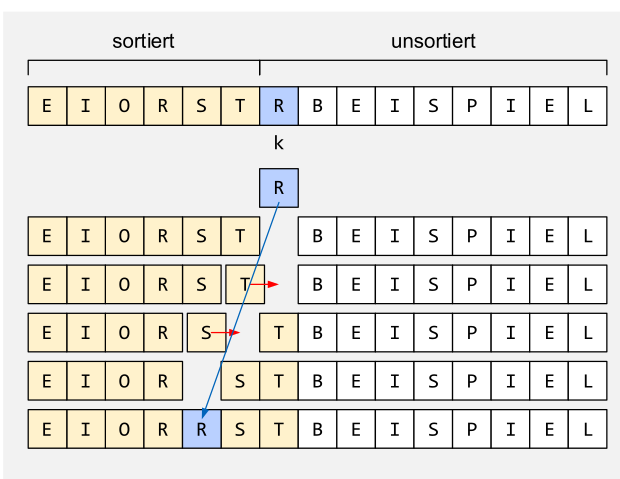 sortiert unsortiert
E I O R S T R B E I S P I E L
k
R
E I O R S T B E I S P I E L
E I O R S T B E I S P I E L
E I O R S T B E I S P I E L
E I O R S T B E I S P I E L
E I O R R S T B E I S P I E L